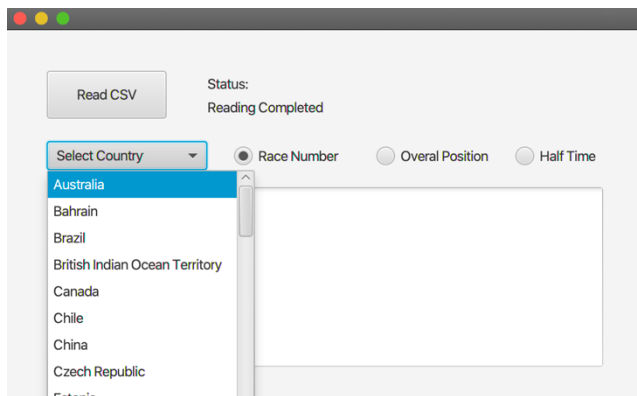 Read CSV
Status:
Reading Completed
Select Country
Race Number
Overal Position
Half Time
Australia
Bahrain
Brazil
British Indian Ocean Territory
Canada
Chile
China
Czech Republic
Estonia